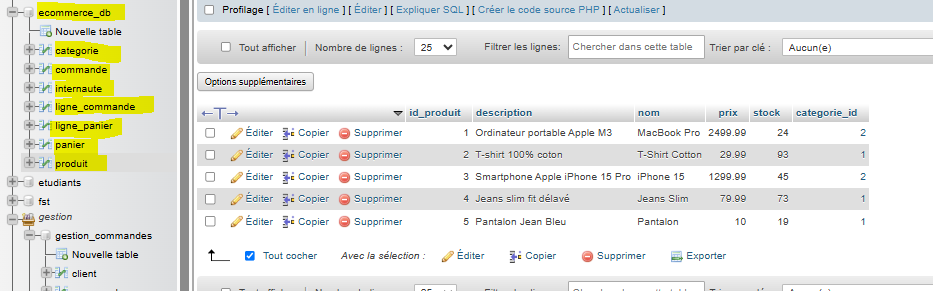 ecommerce_db
Nouvelle table
categorie
commande
internaute
ligne_commande
ligne_panier
panier
produit
etudiants
fst
gestion
gestion_commandes
Nouvelle table
client
Profilage [ Éditer en ligne ] [ Éditer ] [ Expliquer SQL ] [ Créer le code source PHP ] [ Actualiser ]
Tout afficher Nombre de lignes : 25 Filtrer les lignes: Chercher dans cette table Trier par clé : Aucun(e)
Options supplémentaires
id_produit description nom prix stock categorie_id
Éditer Copier Supprimer 1 Ordinateur portable Apple M3 MacBook Pro 2499.99 24 2
Éditer Copier Supprimer 2 T-shirt 100% coton T-Shirt Cotton 29.99 93 1
Éditer Copier Supprimer 3 Smartphone Apple iPhone 15 Pro iPhone 15 1299.99 45 2
Éditer Copier Supprimer 4 Jeans slim fit délavé Jeans Slim 79.99 73 1
Éditer Copier Supprimer 5 Pantalon Jean Bleu Pantalon 10 19 1
Tout cocher Avec la sélection : Éditer Copier Supprimer Exporter